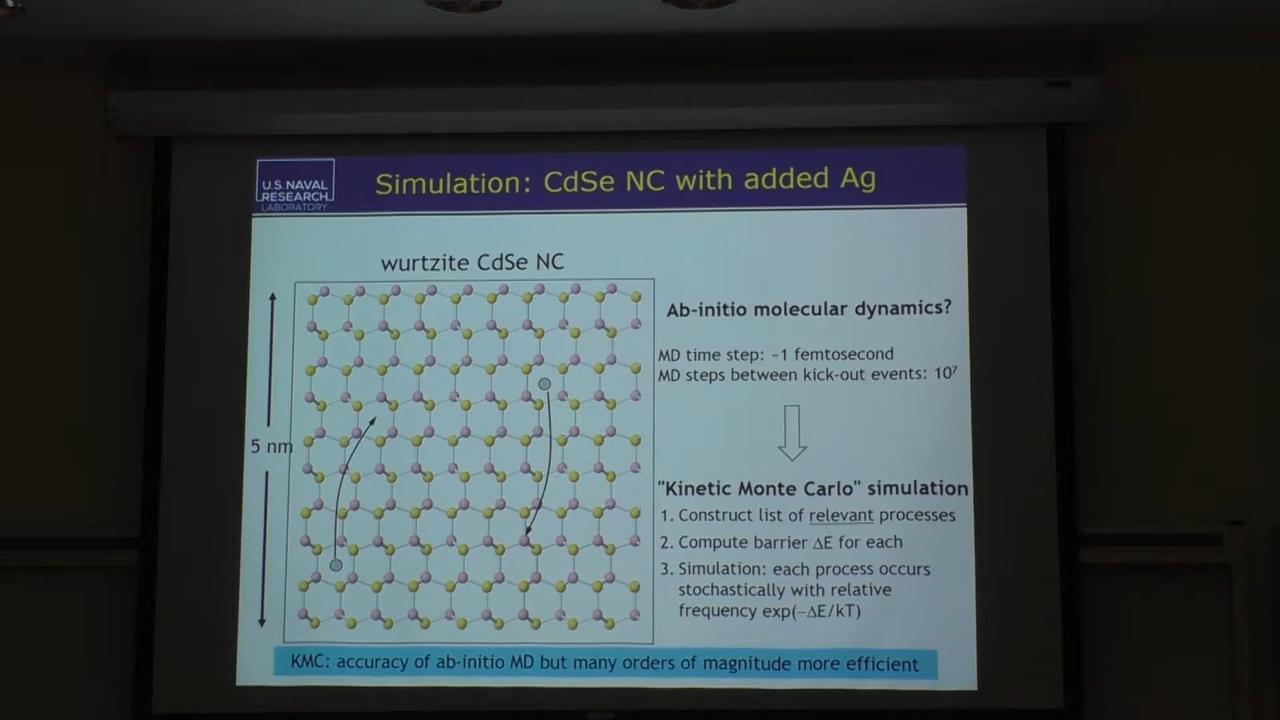 U.S. NAVAL
RESEARCH
LABORATORY
Simulation: CdSe NC with added Ag
wurtzite CdSe NC
5 nm
Ab-initio molecular dynamics?
MD time step: ~1 femtosecond
MD steps between kick-out events: 10⁷
"Kinetic Monte Carlo" simulation
1. Construct list of relevant processes
2. Compute barrier ΔE for each
3. Simulation: each process occurs
stochastically with relative
frequency exp(−ΔE/kT)
KMC: accuracy of ab-initio MD but many orders of magnitude more efficient